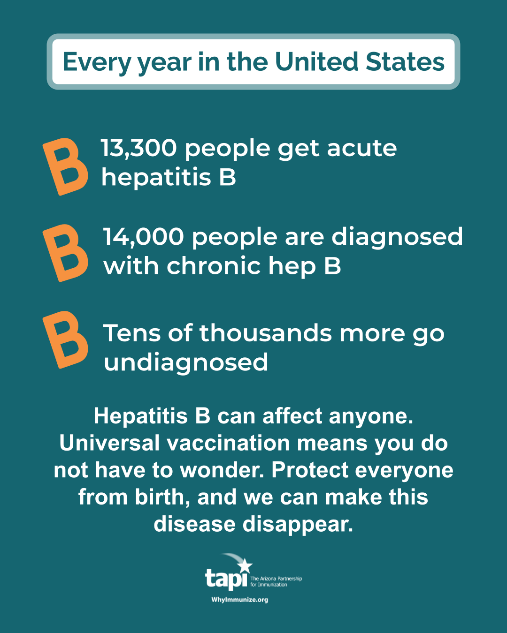 Every year in the United States
B
13,300 people get acute
hepatitis B
B
14,000 people are diagnosed
with chronic hep B
B
Tens of thousands more go
undiagnosed
Hepatitis B can affect anyone.
Universal vaccination means you do
not have to wonder. Protect everyone
from birth, and we can make this
disease disappear.
tapi
The Arizona Partnership
for Immunization
WhyImmunize.org